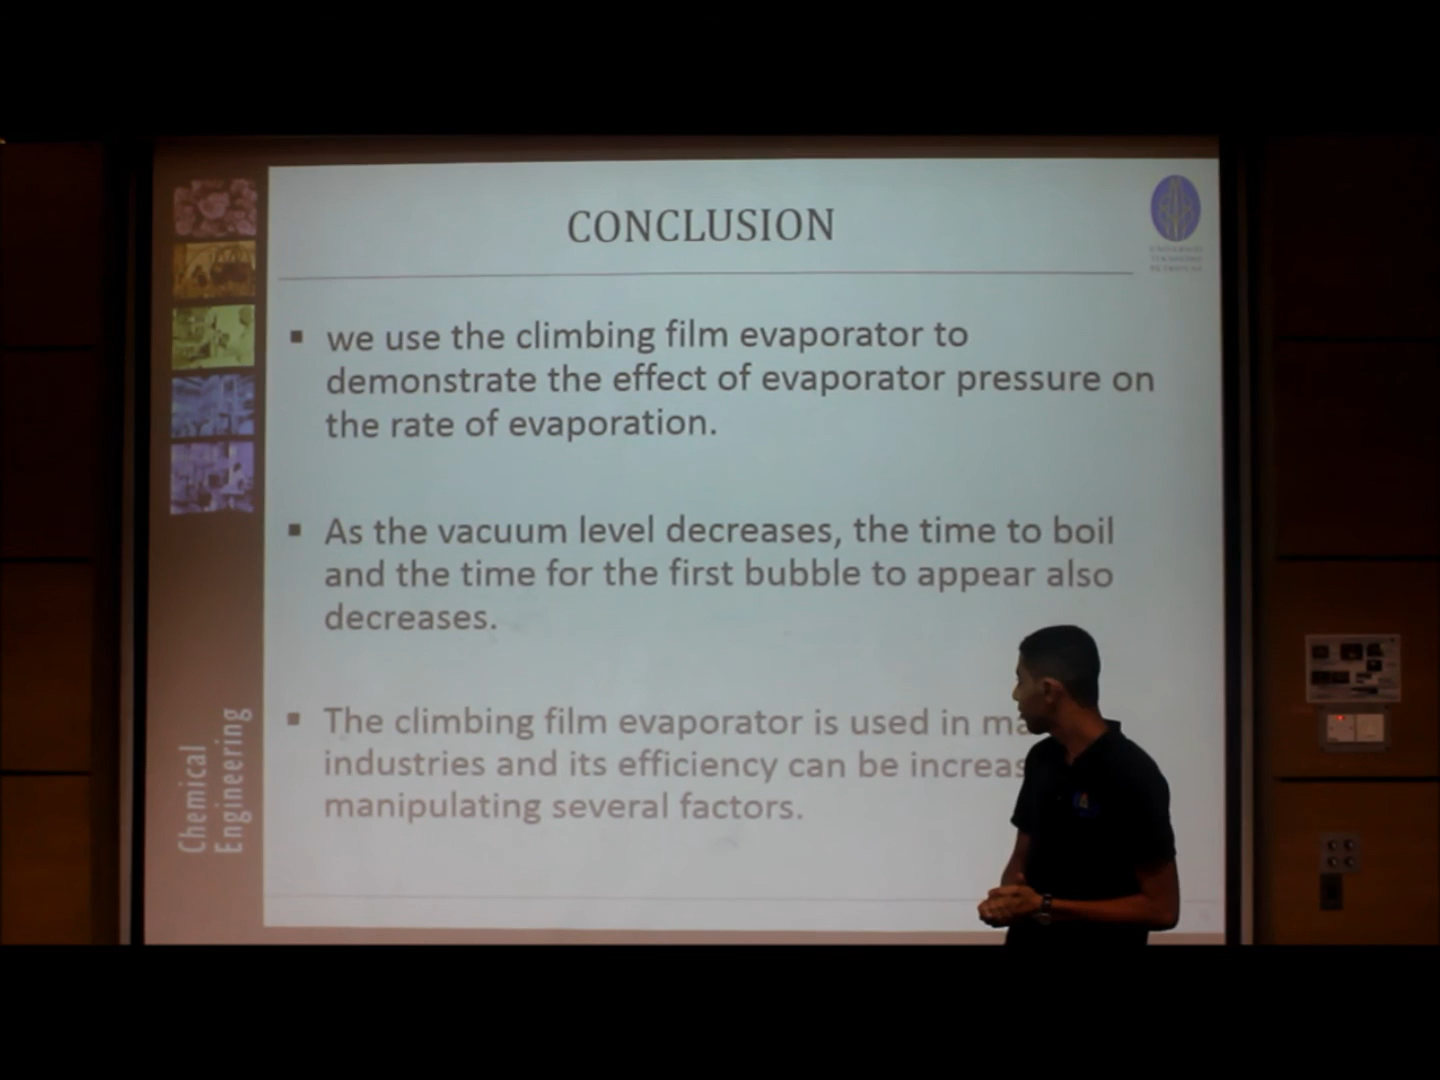 CONCLUSION
we use the climbing film evaporator to
demonstrate the effect of evaporator pressure on
the rate of evaporation.
As the vacuum level decreases, the time to boil
and the time for the first bubble to appear also
decreases.
The climbing film evaporator is used in
industries and its efficiency can be
manipulating several factors.
Chemical
Engineering